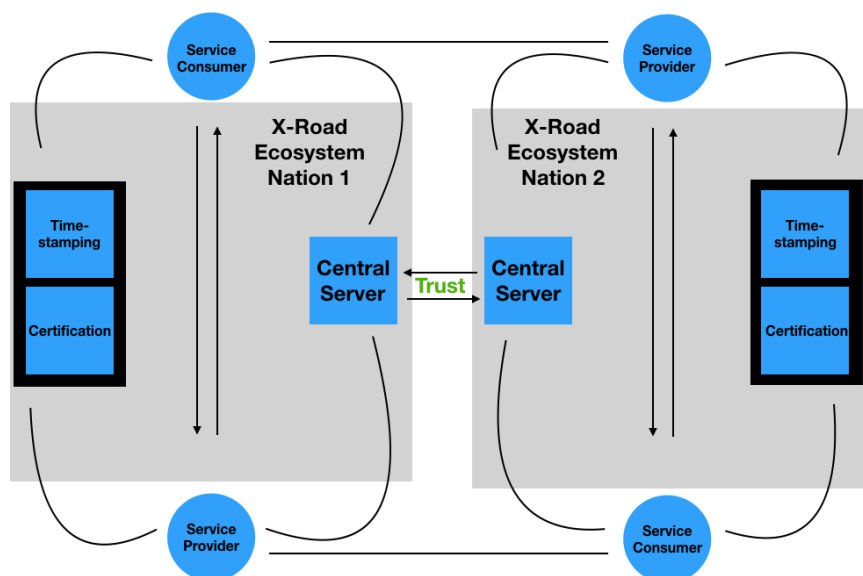 Service
Consumer
Service
Provider
X-Road
Ecosystem
Nation 1
X-Road
Ecosystem
Nation 2
Time-
stamping
Certification
Central
Server
Trust
Central
Server
Time-
stamping
Certification
Service
Provider
Service
Consumer